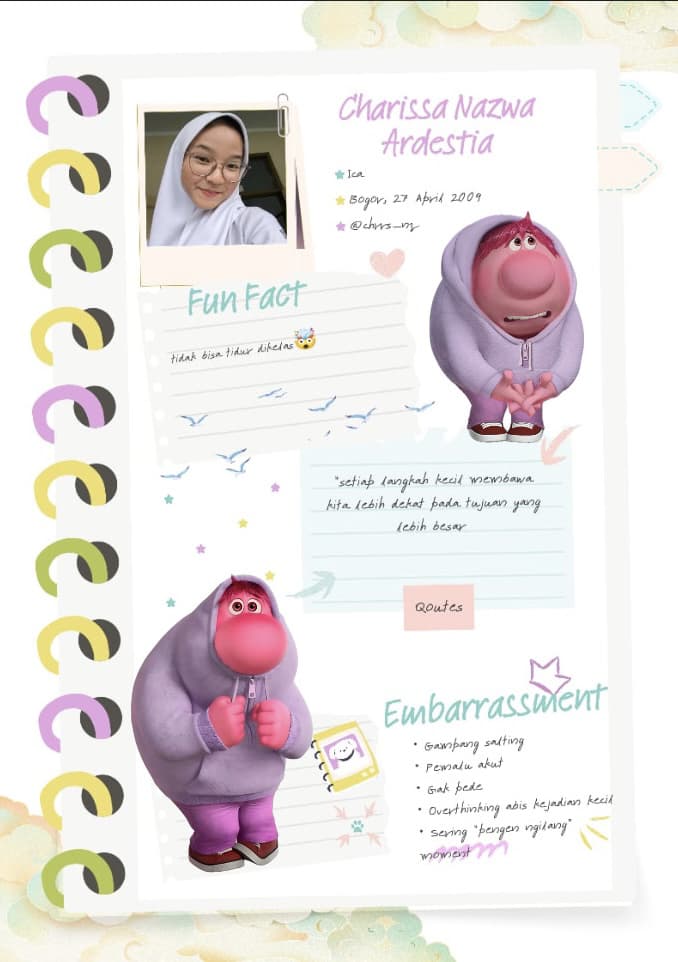 Charissa Nazwa
Ardestia
Ica
Bogor, 27 April 2009
Fun Fact
tidak bisa tidur dikelas🤯
"setiap langkah kecil membawa
kita lebih dekat pada tujuan yang
lebih besar
Qoutes
Embarrassment
• Gampang salting
• Pemalu akut
• Gak pede
• Overthinking abis kejadian kecil
• Sering "pengen ngilang"
moment